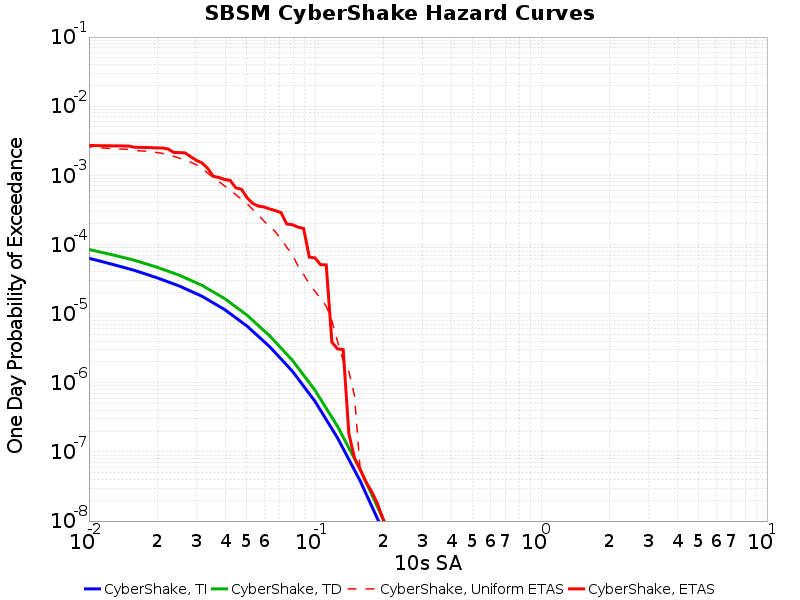 SBSM CyberShake Hazard Curves
One Day Probability of Exceedance
10-1
10-2
10-3
10-4
10-5
10-6
10-7
10-8
10-2 2 3 4 5 6 10-1 2 3 4 5 6 7 100 2 3 4 5 6 7 101
10s SA
CyberShake, TI CyberShake, TD CyberShake, Uniform ETAS CyberShake, ETAS